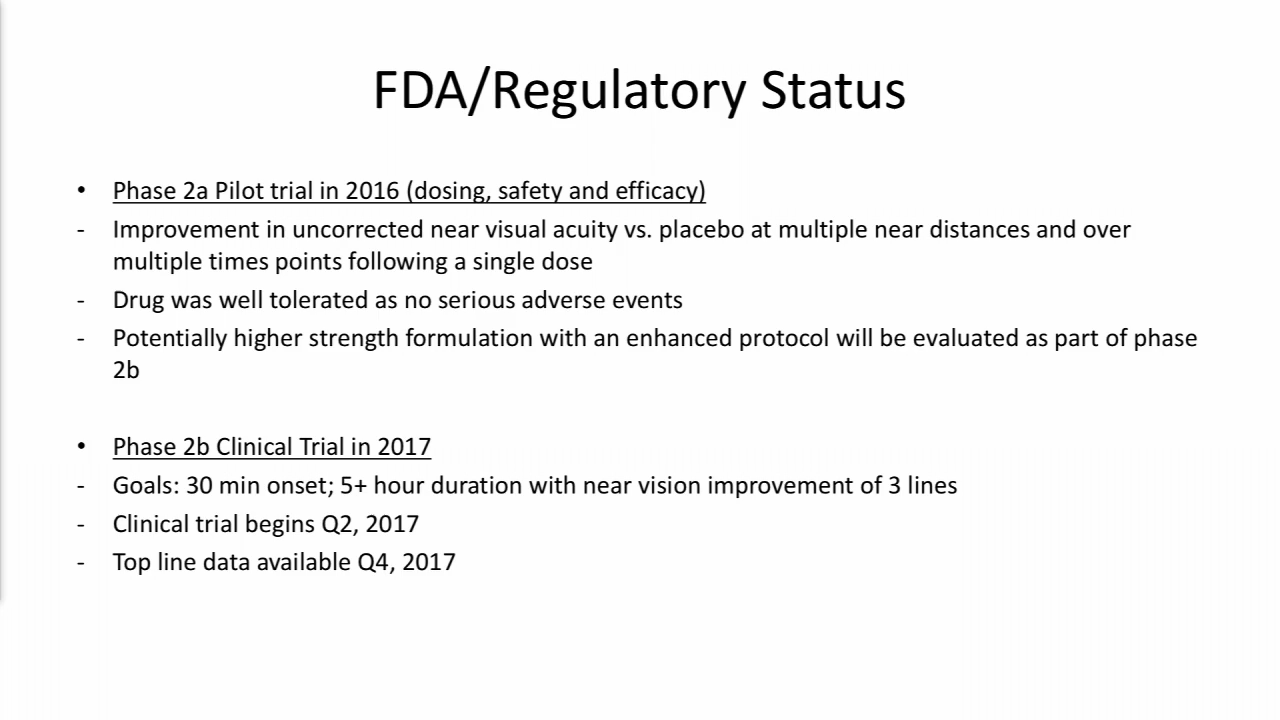 FDA/Regulatory Status
• Phase 2a Pilot trial in 2016 (dosing, safety and efficacy)
- Improvement in uncorrected near visual acuity vs. placebo at multiple near distances and over
multiple times points following a single dose
- Drug was well tolerated as no serious adverse events
- Potentially higher strength formulation with an enhanced protocol will be evaluated as part of phase
2b
• Phase 2b Clinical Trial in 2017
- Goals: 30 min onset; 5+ hour duration with near vision improvement of 3 lines
- Clinical trial begins Q2, 2017
- Top line data available Q4, 2017